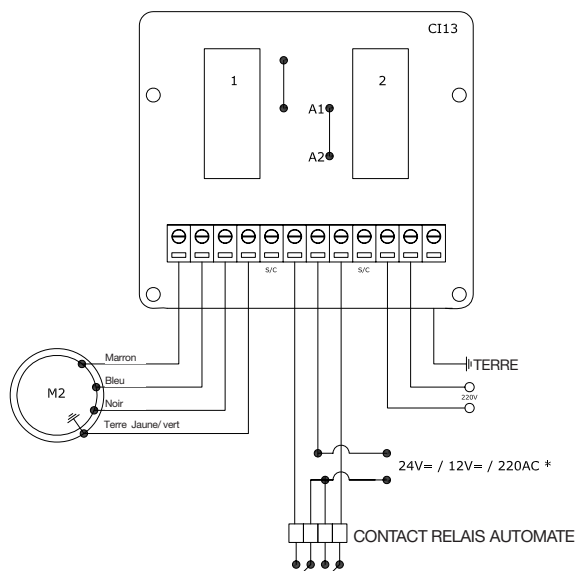 CI13
1
2
A1
A2
S/C
S/C
Marron
Bleu
Noir
Terre Jaune/ vert
M2
TERRE
220V
24V= / 12V= / 220AC *
CONTACT RELAIS AUTOMATE